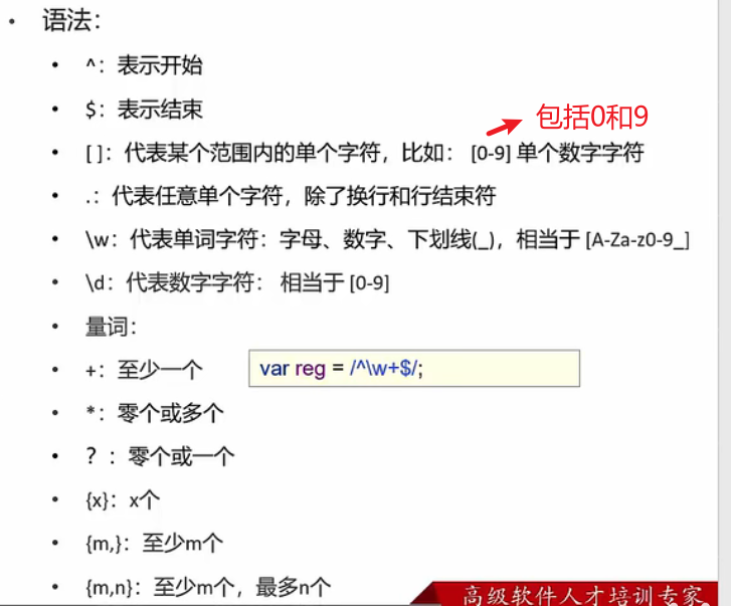 • 语法：
• ^：表示开始
• $：表示结束
包括0和9
• [ ]：代表某个范围内的单个字符，比如： [0-9] 单个数字字符
• .：代表任意单个字符，除了换行和行结束符
• \w：代表单词字符：字母、数字、下划线(_)，相当于 [A-Za-z0-9_]
• \d：代表数字字符： 相当于 [0-9]
• 量词：
• +：至少一个
var reg = /^\w+$/;
• *：零个或多个
• ？：零个或一个
• {x}：x个
• {m,}：至少m个
• {m,n}：至少m个，最多n个
高级软件人才培训专家